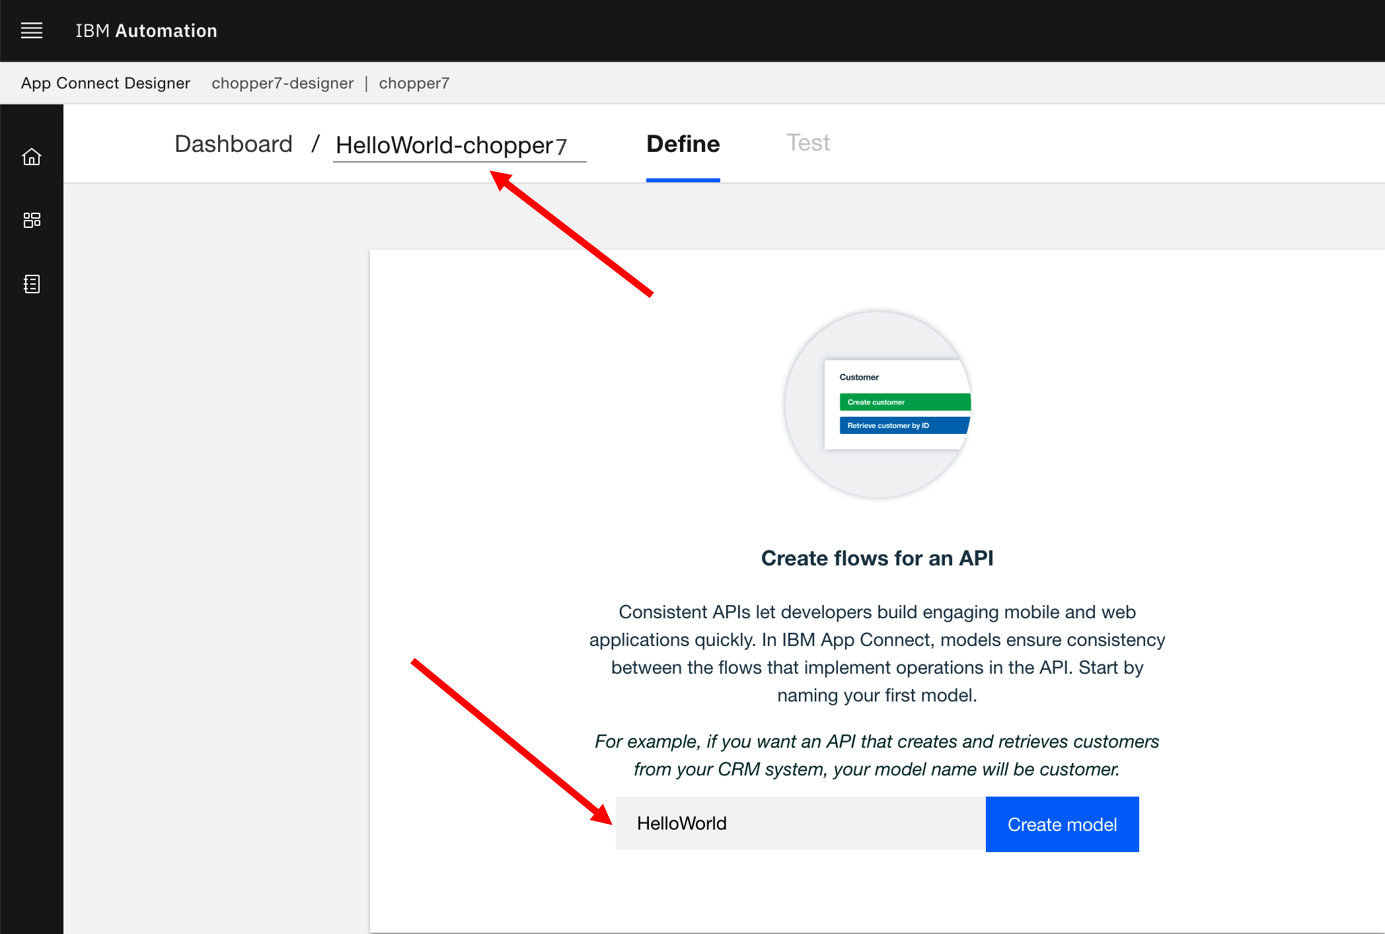 IBM Automation
App Connect Designer chopper7-designer | chopper7
Dashboard / HelloWorld-chopper7 Define Test
Customer
Create customer
Retrieve customer by ID
Create flows for an API
Consistent APIs let developers build engaging mobile and web
applications quickly. In IBM App Connect, models ensure consistency
between the flows that implement operations in the API. Start by
naming your first model.
For example, if you want an API that creates and retrieves customers
from your CRM system, your model name will be customer.
HelloWorld Create model